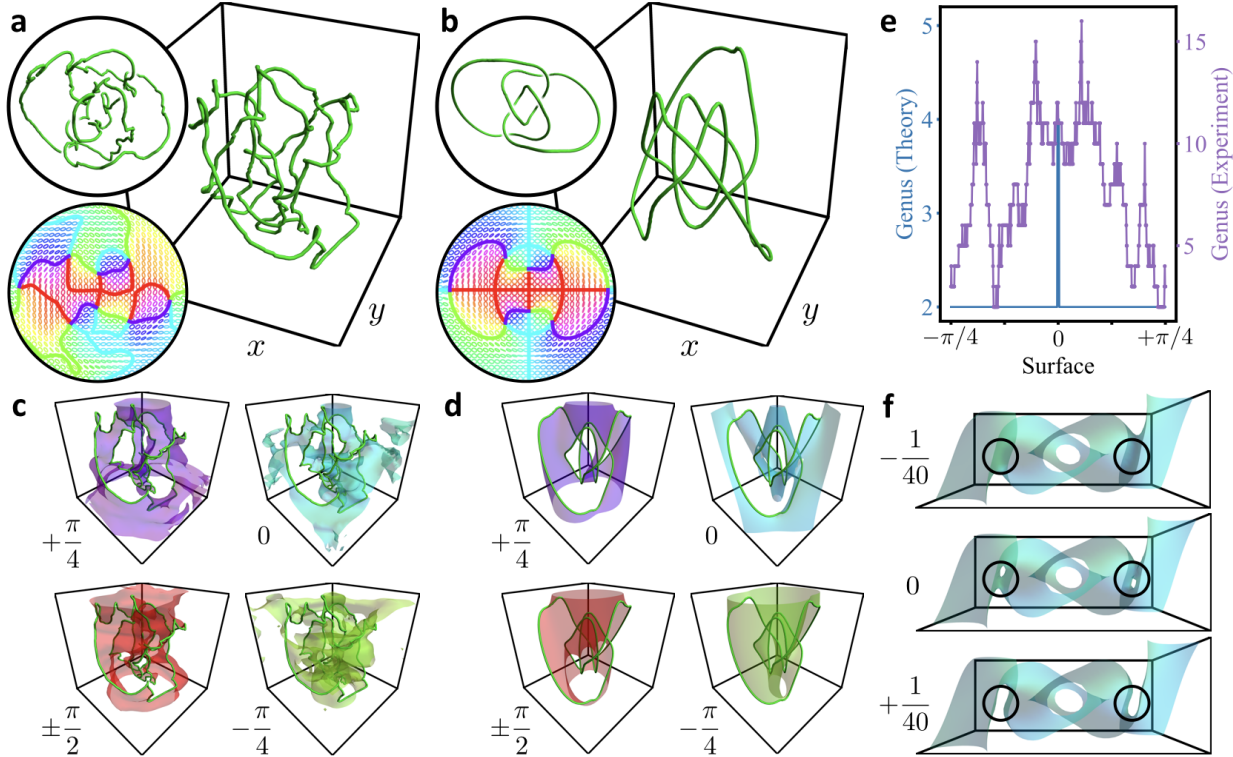 a
x
y
b
x
y
e
5
4
3
2
Genus (Theory)
15
10
5
Genus (Experiment)
−π/4
0
+π/4
Surface
c
+π/4
0
±π/2
−π/4
d
+π/4
0
±π/2
−π/4
f
−1/40
0
+1/40